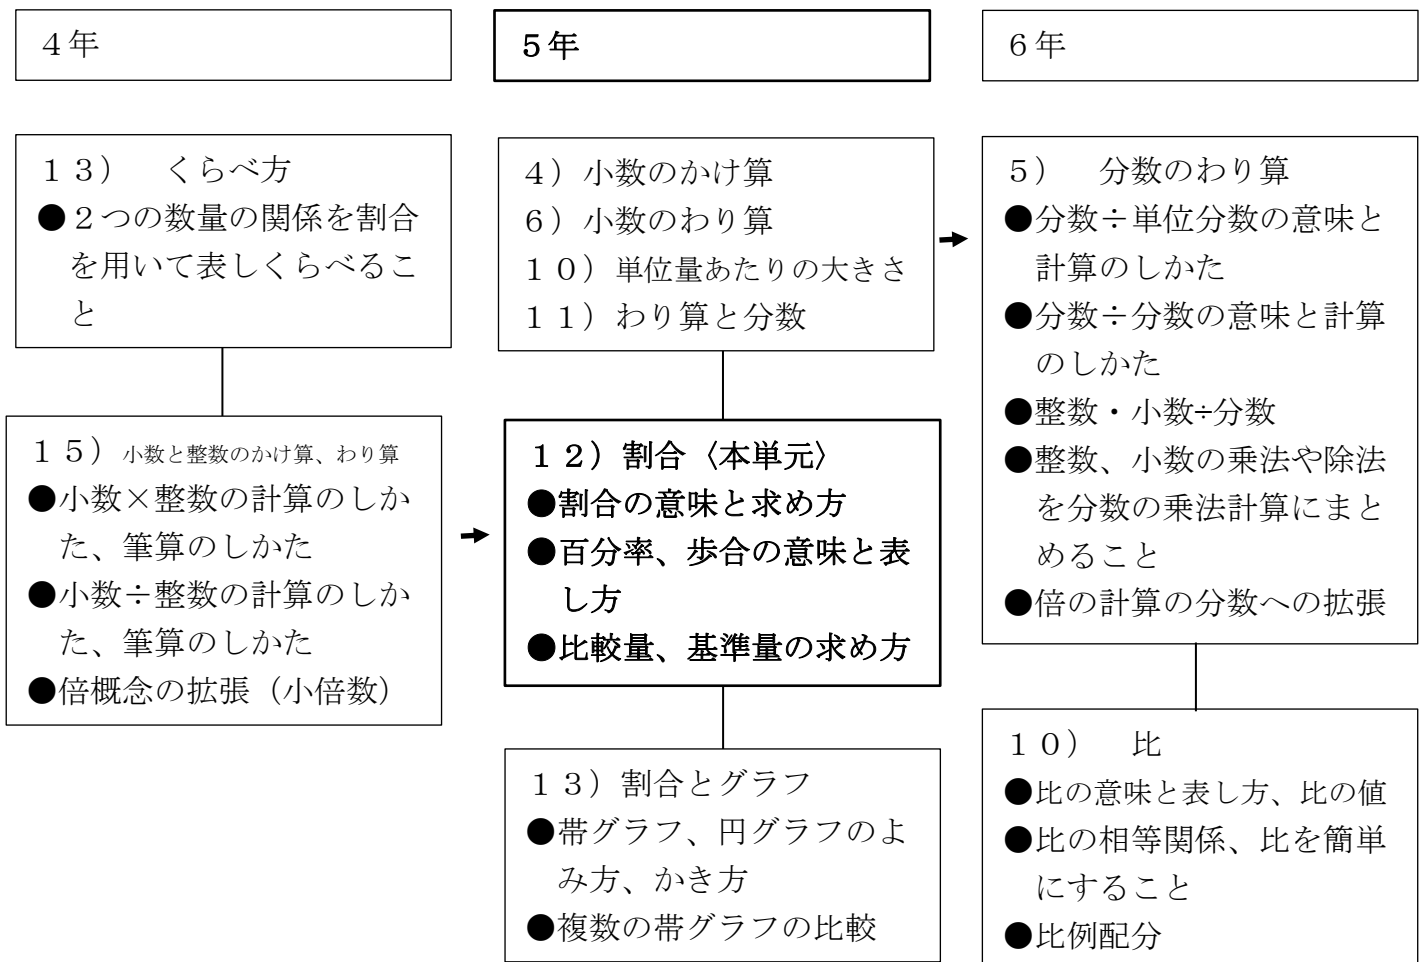 ４年
５年
６年
１３）　くらべ方
●２つの数量の関係を割合
を用いて表しくらべるこ
と
１５）小数と整数のかけ算、わり算
●小数×整数の計算のしか
た、筆算のしかた
●小数÷整数の計算のしか
た、筆算のしかた
●倍概念の拡張（小倍数）
４）小数のかけ算
６）小数のわり算
１０）単位量あたりの大きさ
１１）わり算と分数
１２）割合〈本単元〉
●割合の意味と求め方
●百分率、歩合の意味と表
し方
●比較量、基準量の求め方
１３）割合とグラフ
●帯グラフ、円グラフのよ
み方、かき方
●複数の帯グラフの比較
５）　分数のわり算
●分数÷単位分数の意味と
計算のしかた
●分数÷分数の意味と計算
のしかた
●整数・小数÷分数
●整数、小数の乗法や除法
を分数の乗法計算にまと
めること
●倍の計算の分数への拡張
１０）　比
●比の意味と表し方、比の値
●比の相等関係、比を簡単
にすること
●比例配分